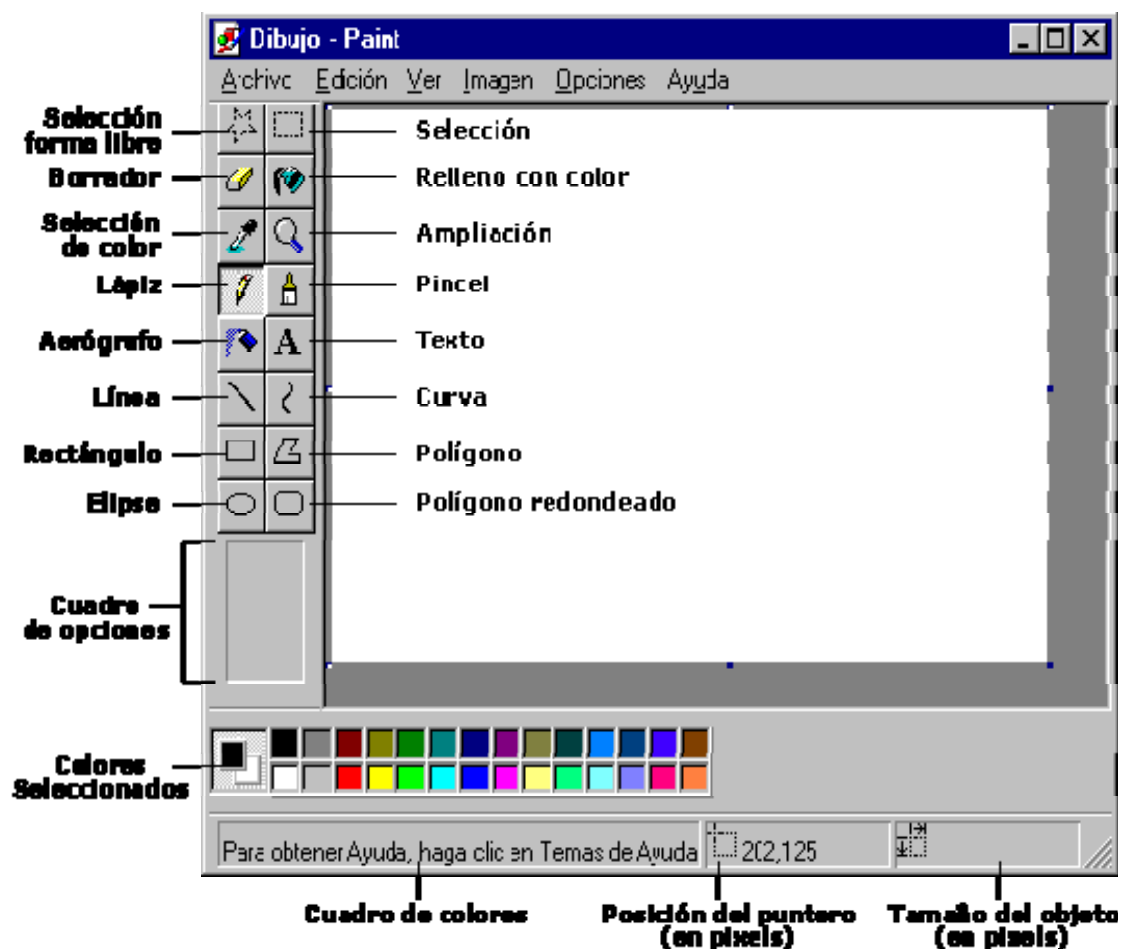 Dibujo - Paint
Archivo Edición Ver Imagen Opciones Ayuda
Selección
forma libre
Selección
Borrador
Relleno con color
Selección
de color
Ampliación
Lápiz
Pincel
Aerógrafo
A
Texto
Línea
Curva
Rectángulo
Polígono
Elipse
Polígono redondeado
Cuadro
de opciones
Colores
Seleccionados
Para obtener Ayuda, haga clic en Temas de Ayuda
202,125
Cuadro de colores
Posición del puntero
(en pixels)
Tamaño del objeto
(en pixels)